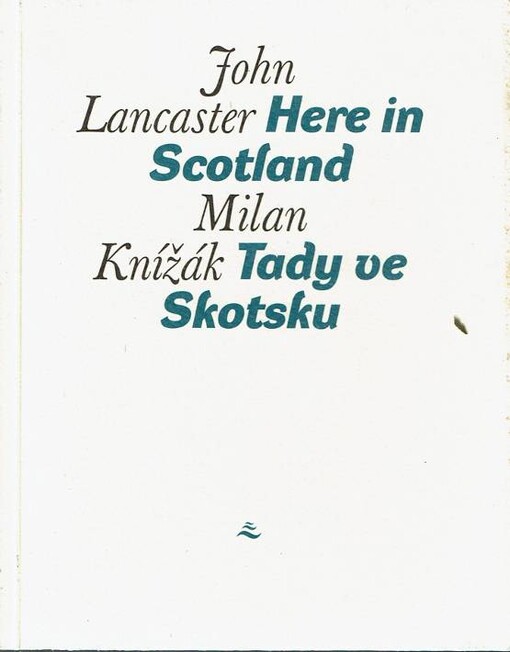 John
Lancaster Here in
Scotland
Milan
Knížák Tady ve
Skotsku